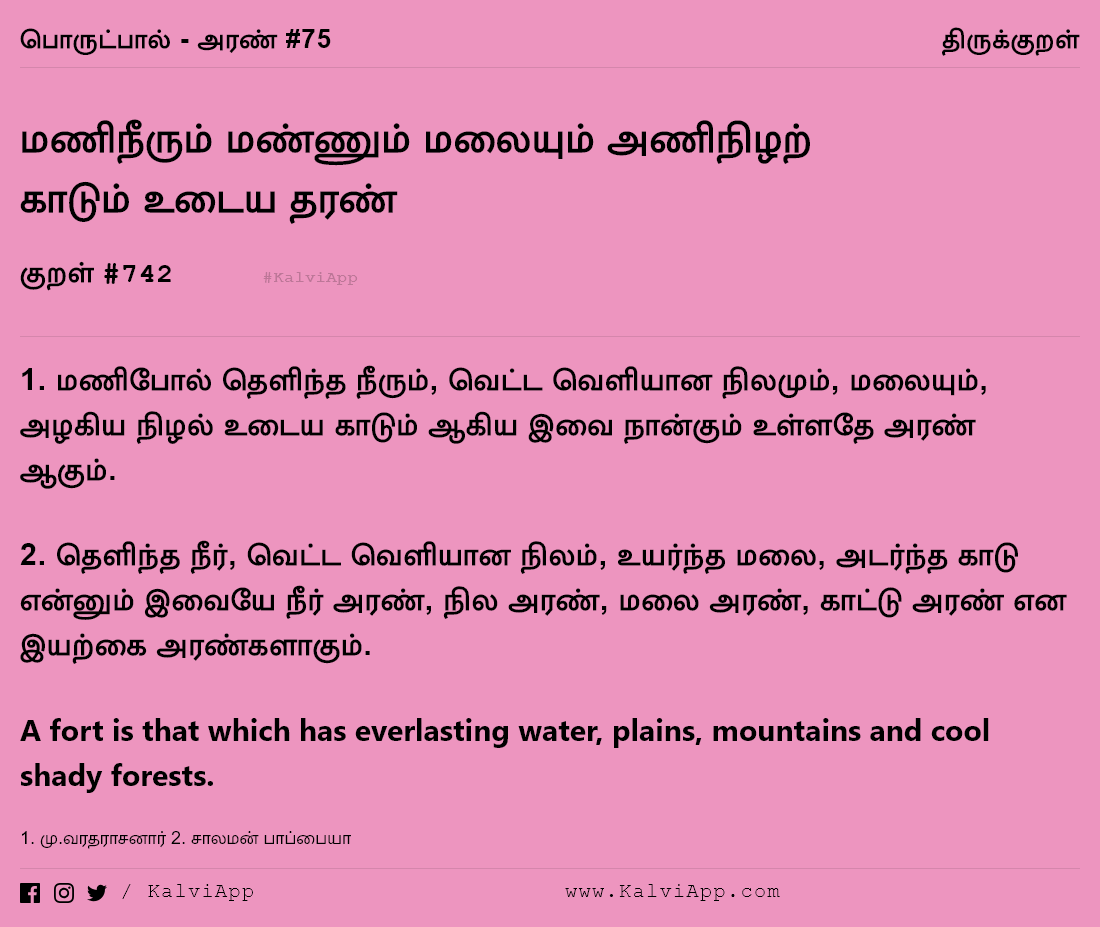 பொருட்பால் - அரண் #75 திருக்குறள்
மணிநீரும் மண்ணும் மலையும் அணிநிழற்
காடும் உடைய தரண்
குறள் #742 #KalviApp
1. மணிபோல் தெளிந்த நீரும், வெட்ட வெளியான நிலமும், மலையும்,
அழகிய நிழல் உடைய காடும் ஆகிய இவை நான்கும் உள்ளதே அரண்
ஆகும்.
2. தெளிந்த நீர், வெட்ட வெளியான நிலம், உயர்ந்த மலை, அடர்ந்த காடு
என்னும் இவையே நீர் அரண், நில அரண், மலை அரண், காட்டு அரண் என
இயற்கை அரண்களாகும்.
A fort is that which has everlasting water, plains, mountains and cool
shady forests.
1. மு.வரதராசனார் 2. சாலமன் பாப்பையா
/ KalviApp www.KalviApp.com